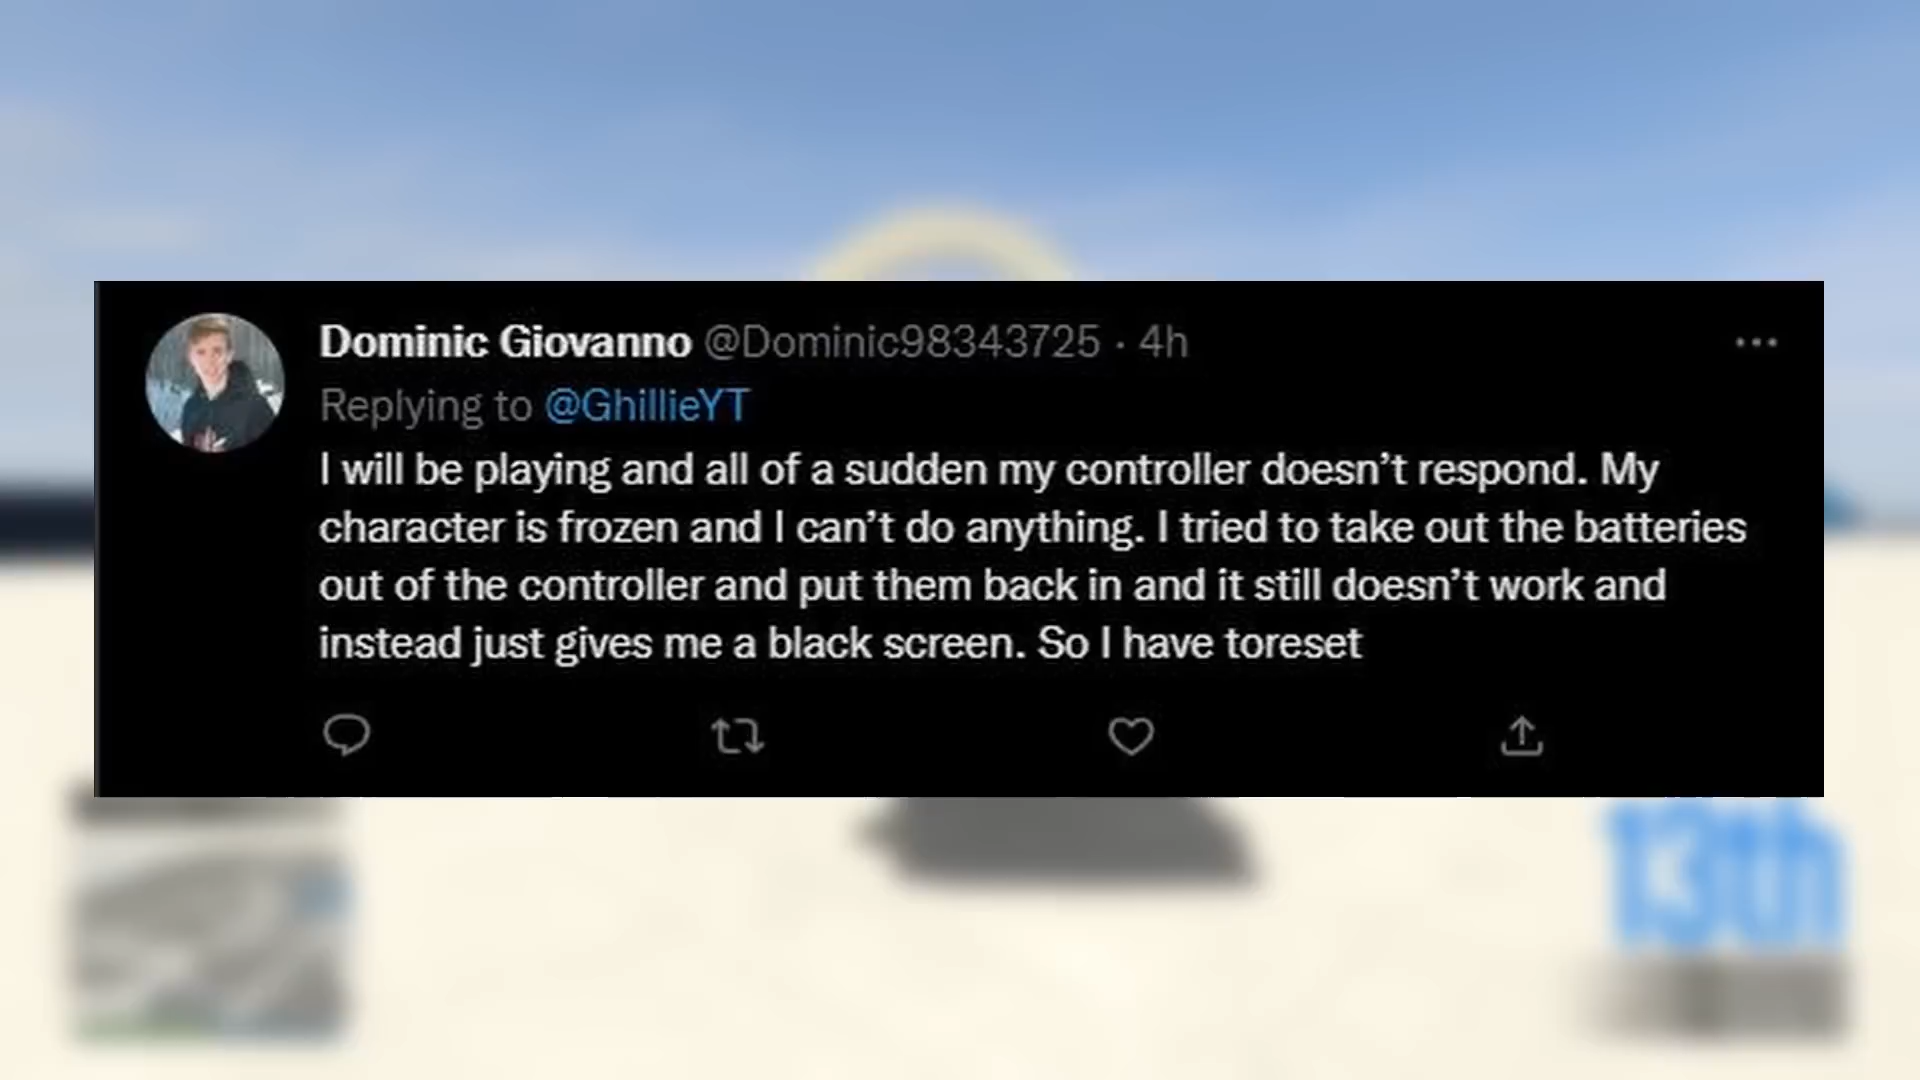 Dominic Giovanno @Dominic98343725 · 4h
Replying to @GhillieYT
I will be playing and all of a sudden my controller doesn’t respond. My
character is frozen and I can’t do anything. I tried to take out the batteries
out of the controller and put them back in and it still doesn’t work and
instead just gives me a black screen. So I have toreset
13th